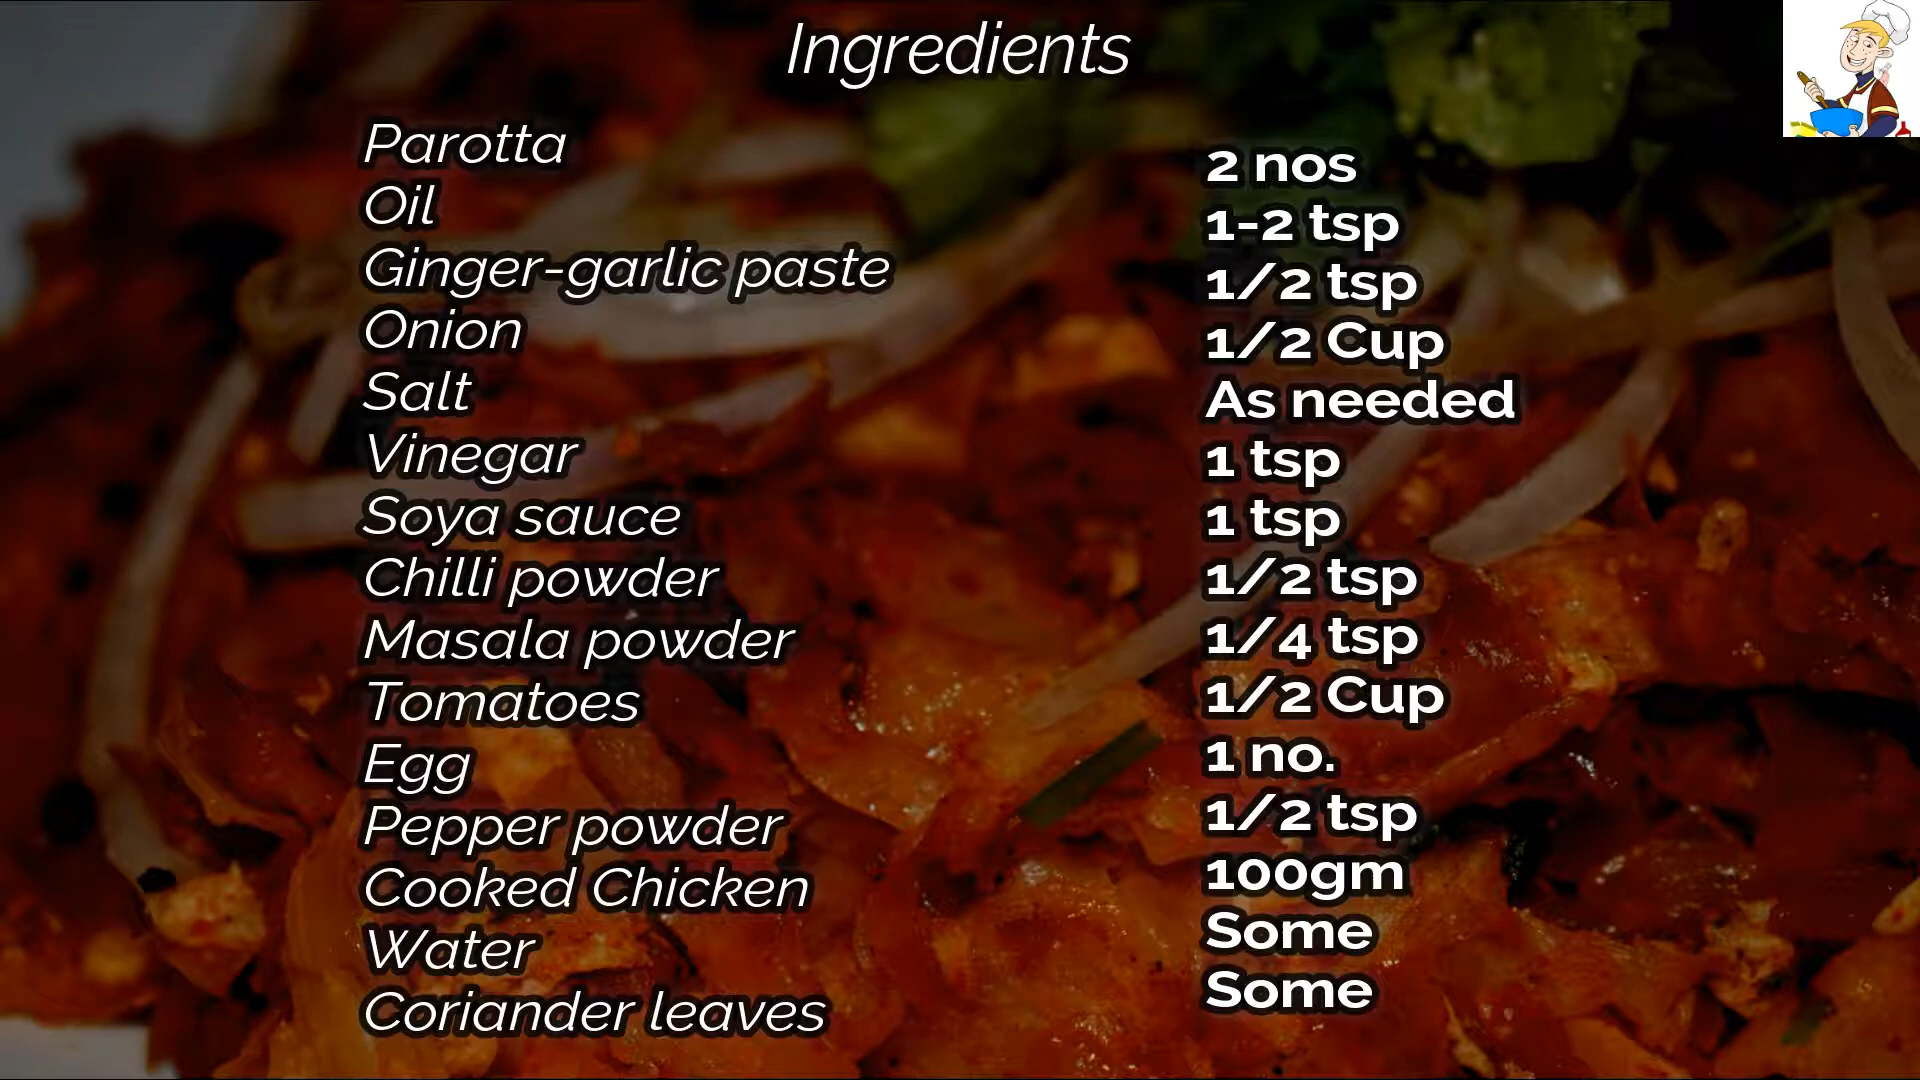 Ingredients
Parotta 2 nos
Oil 1-2 tsp
Ginger-garlic paste 1/2 tsp
Onion 1/2 Cup
Salt As needed
Vinegar 1 tsp
Soya sauce 1 tsp
Chilli powder 1/2 tsp
Masala powder 1/4 tsp
Tomatoes 1/2 Cup
Egg 1 no.
Pepper powder 1/2 tsp
Cooked Chicken 100gm
Water Some
Coriander leaves Some